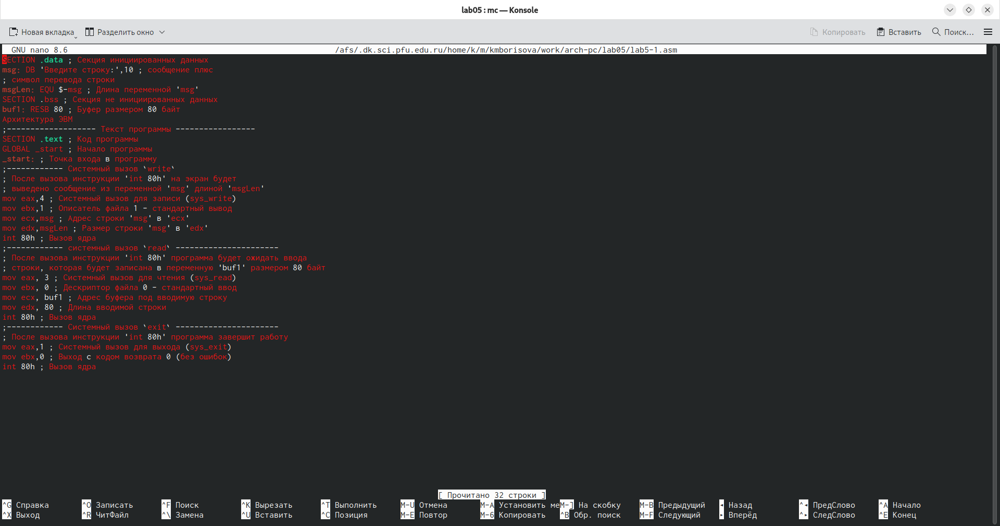 lab05 : mc — Konsole
Новая вкладка Разделить окно Копировать Вставить Поиск...
GNU nano 8.6 /afs/.dk.sci.pfu.edu.ru/home/k/m/kmborisova/work/arch-pc/lab05/lab5-1.asm
SECTION .data ; Секция инициированных данных
msg: DB 'Введите строку:',10 ; сообщение плюс
; символ перевода строки
msgLen: EQU $-msg ; Длина переменной 'msg'
SECTION .bss ; Секция не инициированных данных
buf1: RESB 80 ; Буфер размером 80 байт
Архитектура ЭВМ
;------------------- Текст программы -----------------
SECTION .text ; Код программы
GLOBAL _start ; Начало программы
_start: ; Точка входа в программу
;------------ Системный вызов `write`
; После вызова инструкции 'int 80h' на экран будет
; выведено сообщение из переменной 'msg' длиной 'msgLen'
mov eax,4 ; Системный вызов для записи (sys_write)
mov ebx,1 ; Описатель файла 1 - стандартный вывод
mov ecx,msg ; Адрес строки 'msg' в 'ecx'
mov edx,msgLen ; Размер строки 'msg' в 'edx'
int 80h ; Вызов ядра
;------------ системный вызов `read` ----------------------
; После вызова инструкции 'int 80h' программа будет ожидать ввода
; строки, которая будет записана в переменную 'buf1' размером 80 байт
mov eax, 3 ; Системный вызов для чтения (sys_read)
mov ebx, 0 ; Дескриптор файла 0 - стандартный ввод
mov ecx, buf1 ; Адрес буфера под вводимую строку
mov edx, 80 ; Длина вводимой строки
int 80h ; Вызов ядра
;------------ Системный вызов `exit` ----------------------
; После вызова инструкции 'int 80h' программа завершит работу
mov eax,1 ; Системный вызов для выхода (sys_exit)
mov ebx,0 ; Выход с кодом возврата 0 (без ошибок)
int 80h ; Вызов ядра
[ Прочитано 32 строки ]
^G Справка ^O Записать ^F Поиск ^K Вырезать ^T Выполнить M-U Отмена M-A Установить меM-] На скобку M-B Предыдущий ◂ Назад ^◂ ПредСлово ^A Начало
^X Выход ^R ЧитФайл ^\ Замена ^U Вставить ^C Позиция M-E Повтор M-6 Копировать ^B Обр. поиск M-F Следующий ▸ Вперёд ^▸ СледСлово ^E Конец